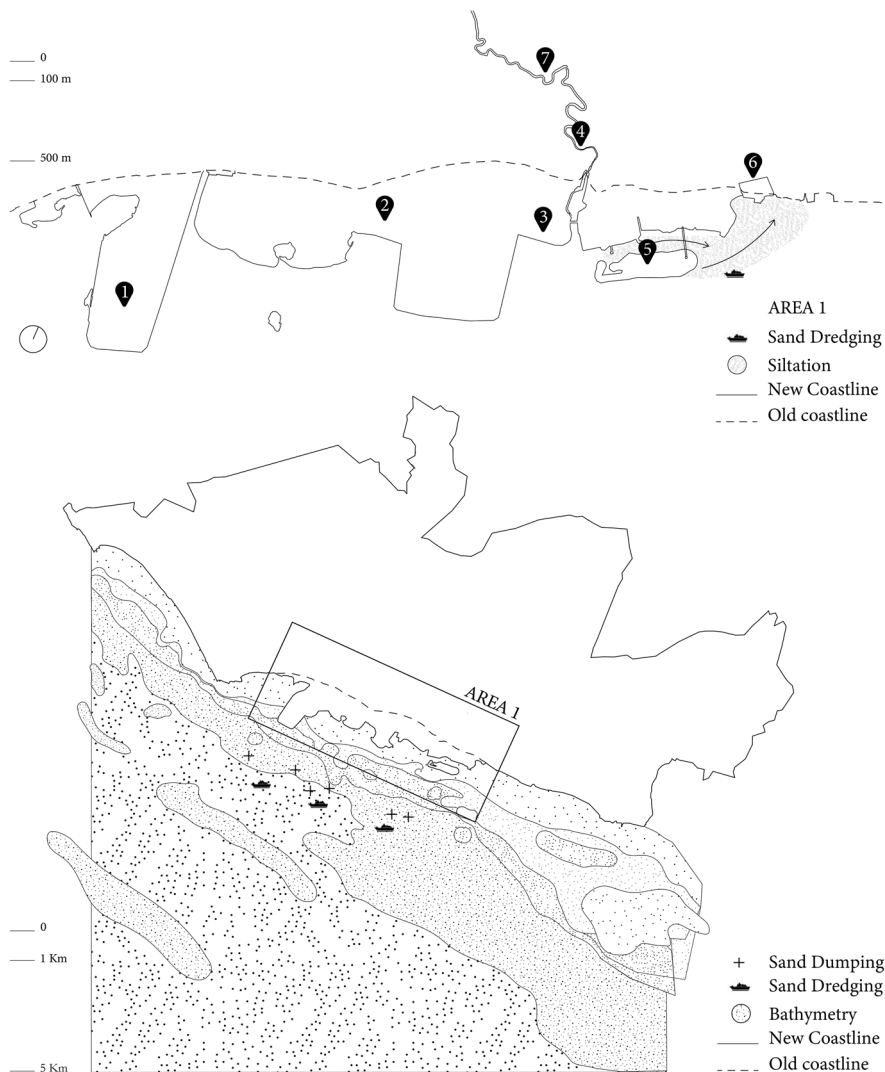 0
100 m
500 m
7
4
6
2
3
5
1
AREA 1
Sand Dredging
Siltation
New Coastline
Old coastline
AREA 1
0
1 Km
5 Km
Sand Dumping
Sand Dredging
Bathymetry
New Coastline
Old coastline